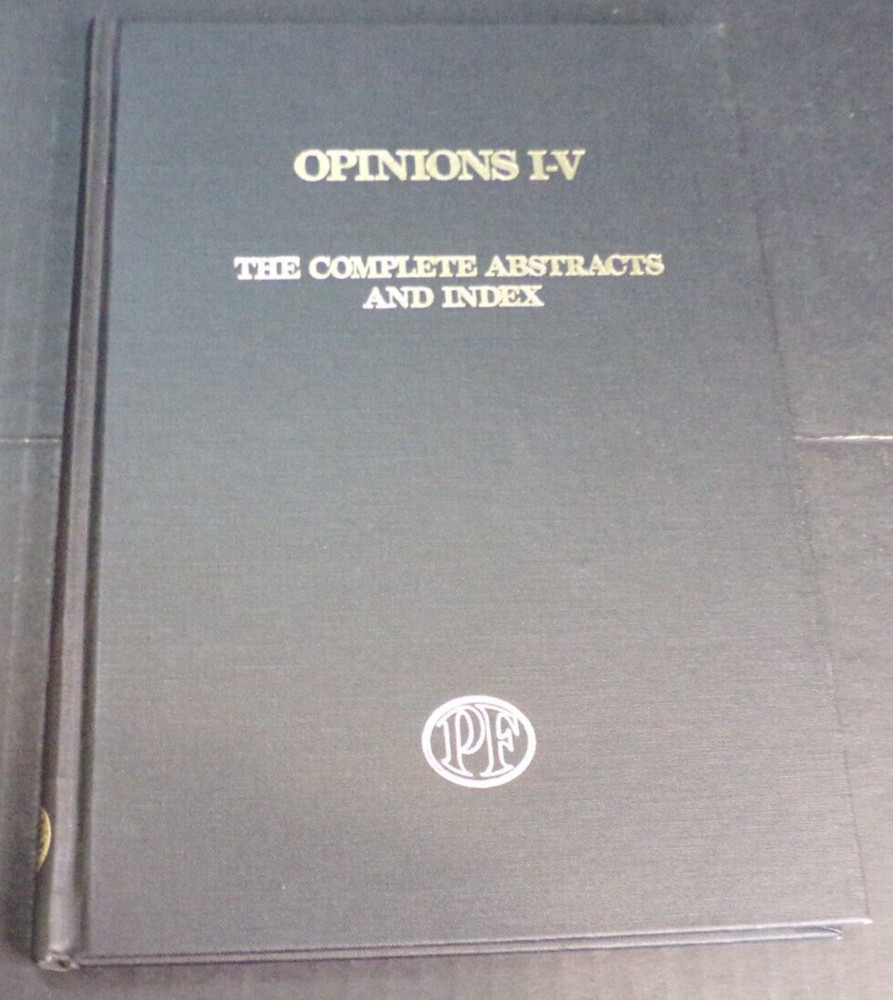 OPINIONS I-V
THE COMPLETE ABSTRACTS
AND INDEX
PF